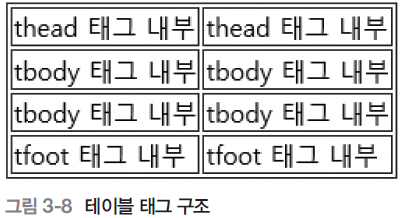 thead 태그 내부 thead 태그 내부
tbody 태그 내부 tbody 태그 내부
tbody 태그 내부 tbody 태그 내부
tfoot 태그 내부 tfoot 태그 내부
그림 3-8 테이블 태그 구조